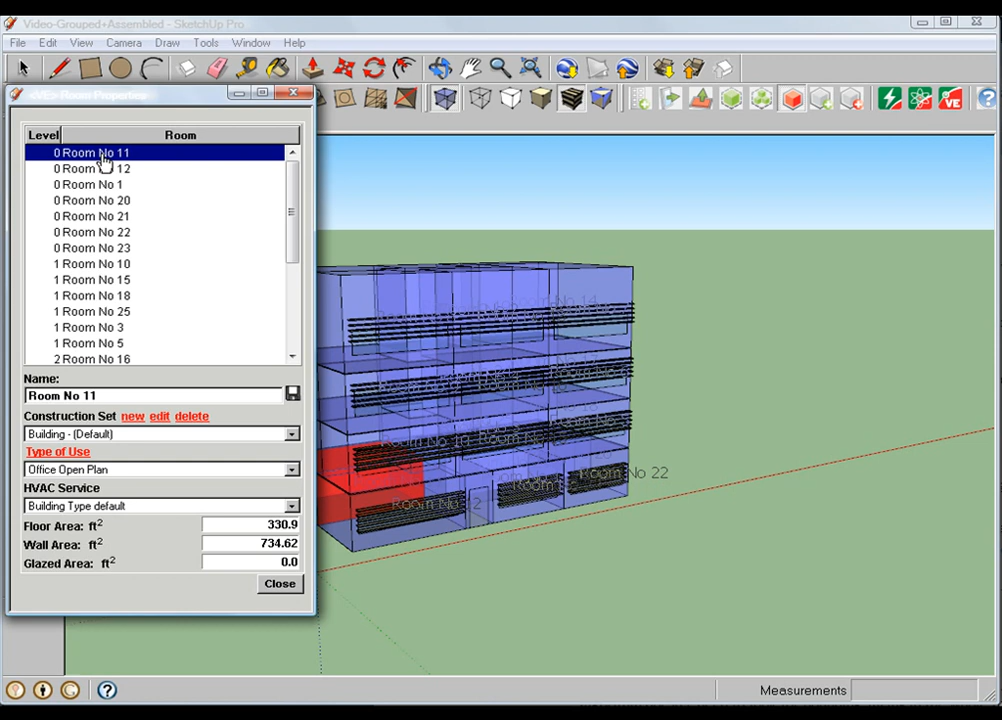 Video-Grouped+Assembled - SketchUp Pro
File Edit View Camera Draw Tools Window Help
<VE> Room Properties
VE
Level Room
0 Room No 11
0 Room No 12
0 Room No 1
0 Room No 20
0 Room No 21
0 Room No 22
0 Room No 23
1 Room No 10
1 Room No 15
1 Room No 18
1 Room No 25
1 Room No 3
1 Room No 5
2 Room No 16
Name:
Room No 11
Construction Set new edit delete
Building - (Default)
Type of Use
Office Open Plan
HVAC Service
Building Type default
Floor Area: ft2 330.9
Wall Area: ft2 734.62
Glazed Area: ft2 0.0
Close
Room No 22
Measurements